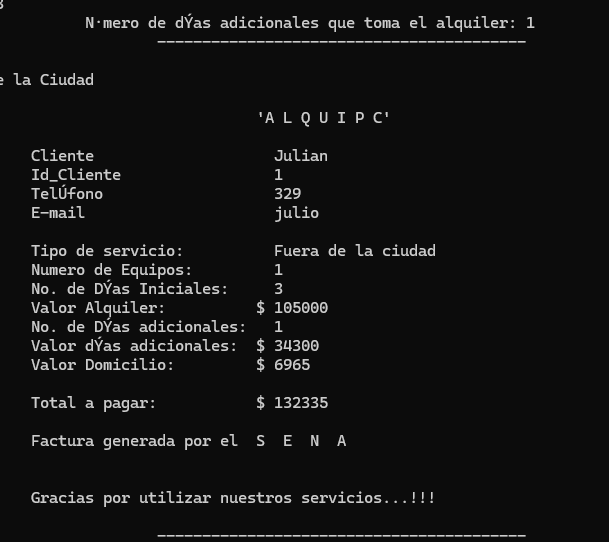 N·mero de dÝas adicionales que toma el alquiler: 1
-----------------------------------------
e la Ciudad
'A L Q U I P C'
Cliente Julian
Id_Cliente 1
TelÚfono 329
E-mail julio
Tipo de servicio: Fuera de la ciudad
Numero de Equipos: 1
No. de DÝas Iniciales: 3
Valor Alquiler: $ 105000
No. de DÝas adicionales: 1
Valor dÝas adicionales: $ 34300
Valor Domicilio: $ 6965
Total a pagar: $ 132335
Factura generada por el S E N A
Gracias por utilizar nuestros servicios...!!!
-----------------------------------------